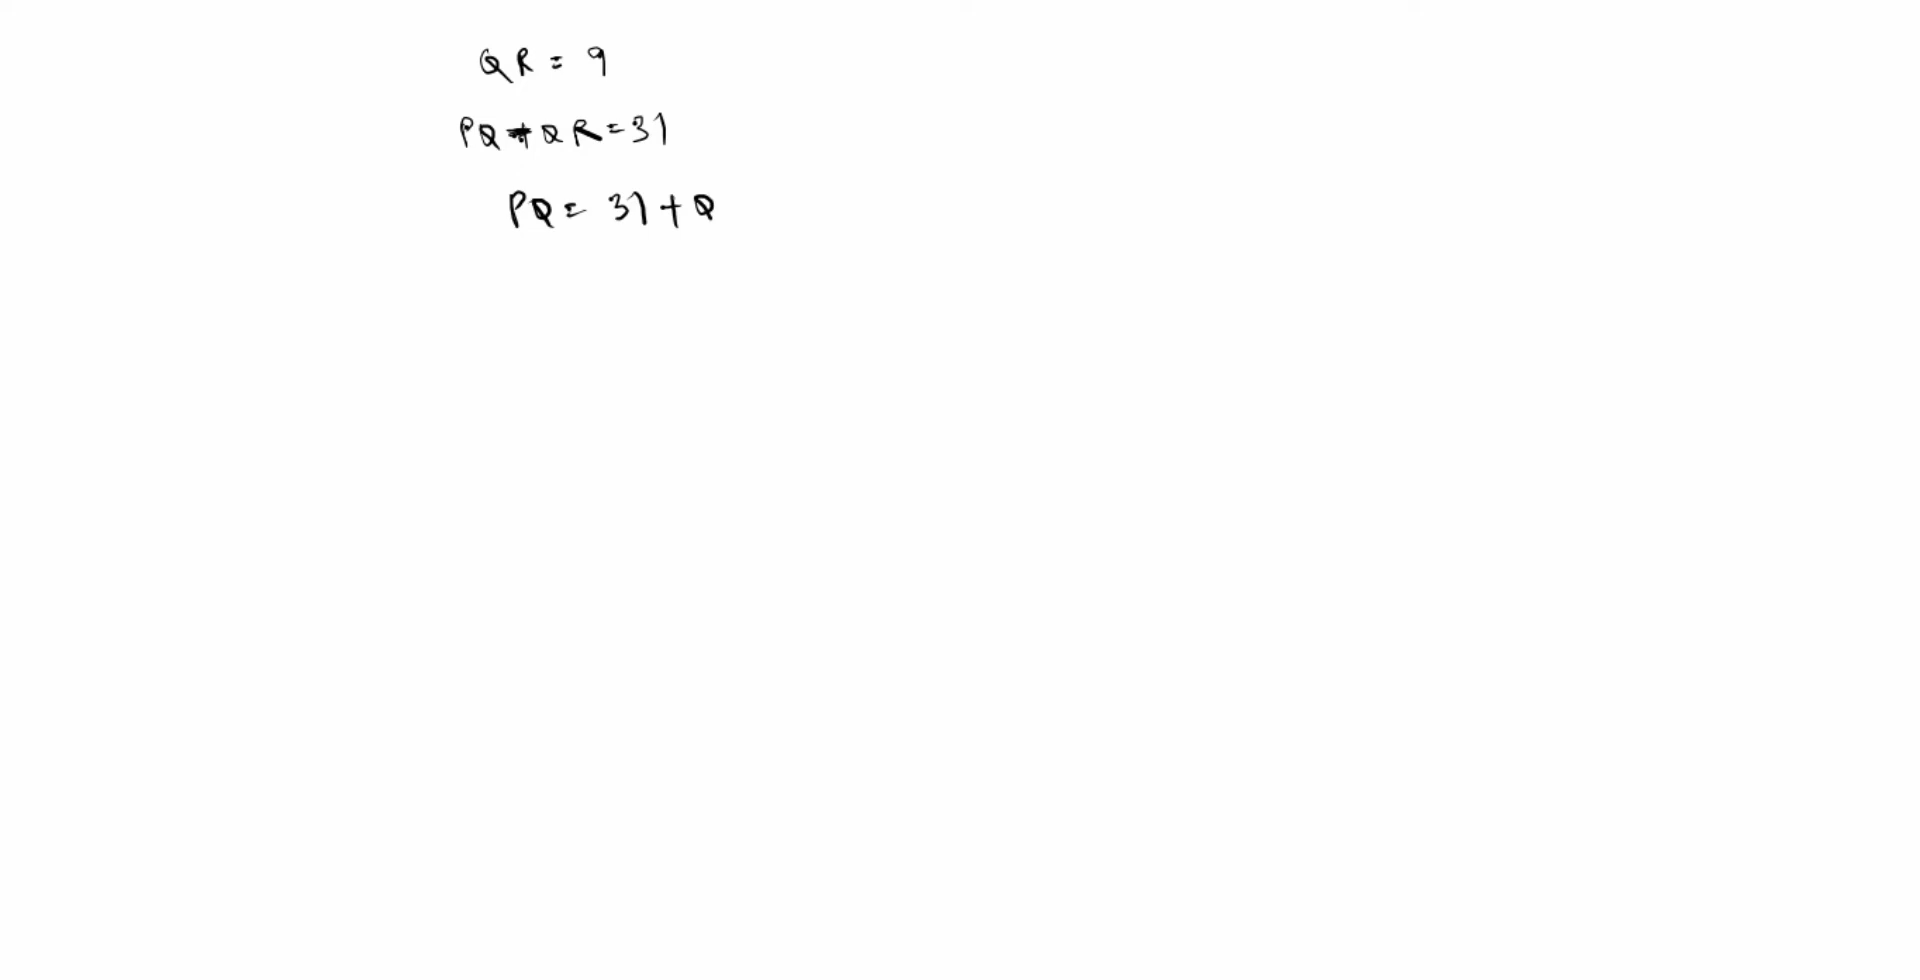 QR = 9
PQ + QR = 31
PQ = 31 + Q